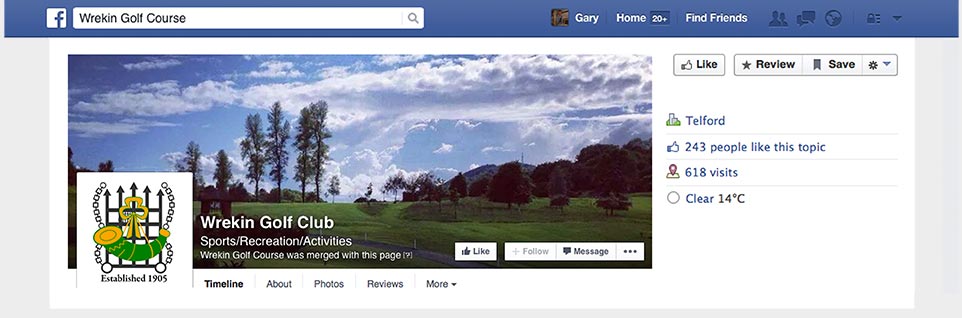 Wrekin Golf Course
Gary Home 20+ Find Friends
Like Review Save
Telford
243 people like this topic
618 visits
Clear 14°C
Wrekin Golf Club
Sports/Recreation/Activities
Wrekin Golf Course was merged with this page [?]
Like + Follow Message •••
Established 1905
Timeline About Photos Reviews More